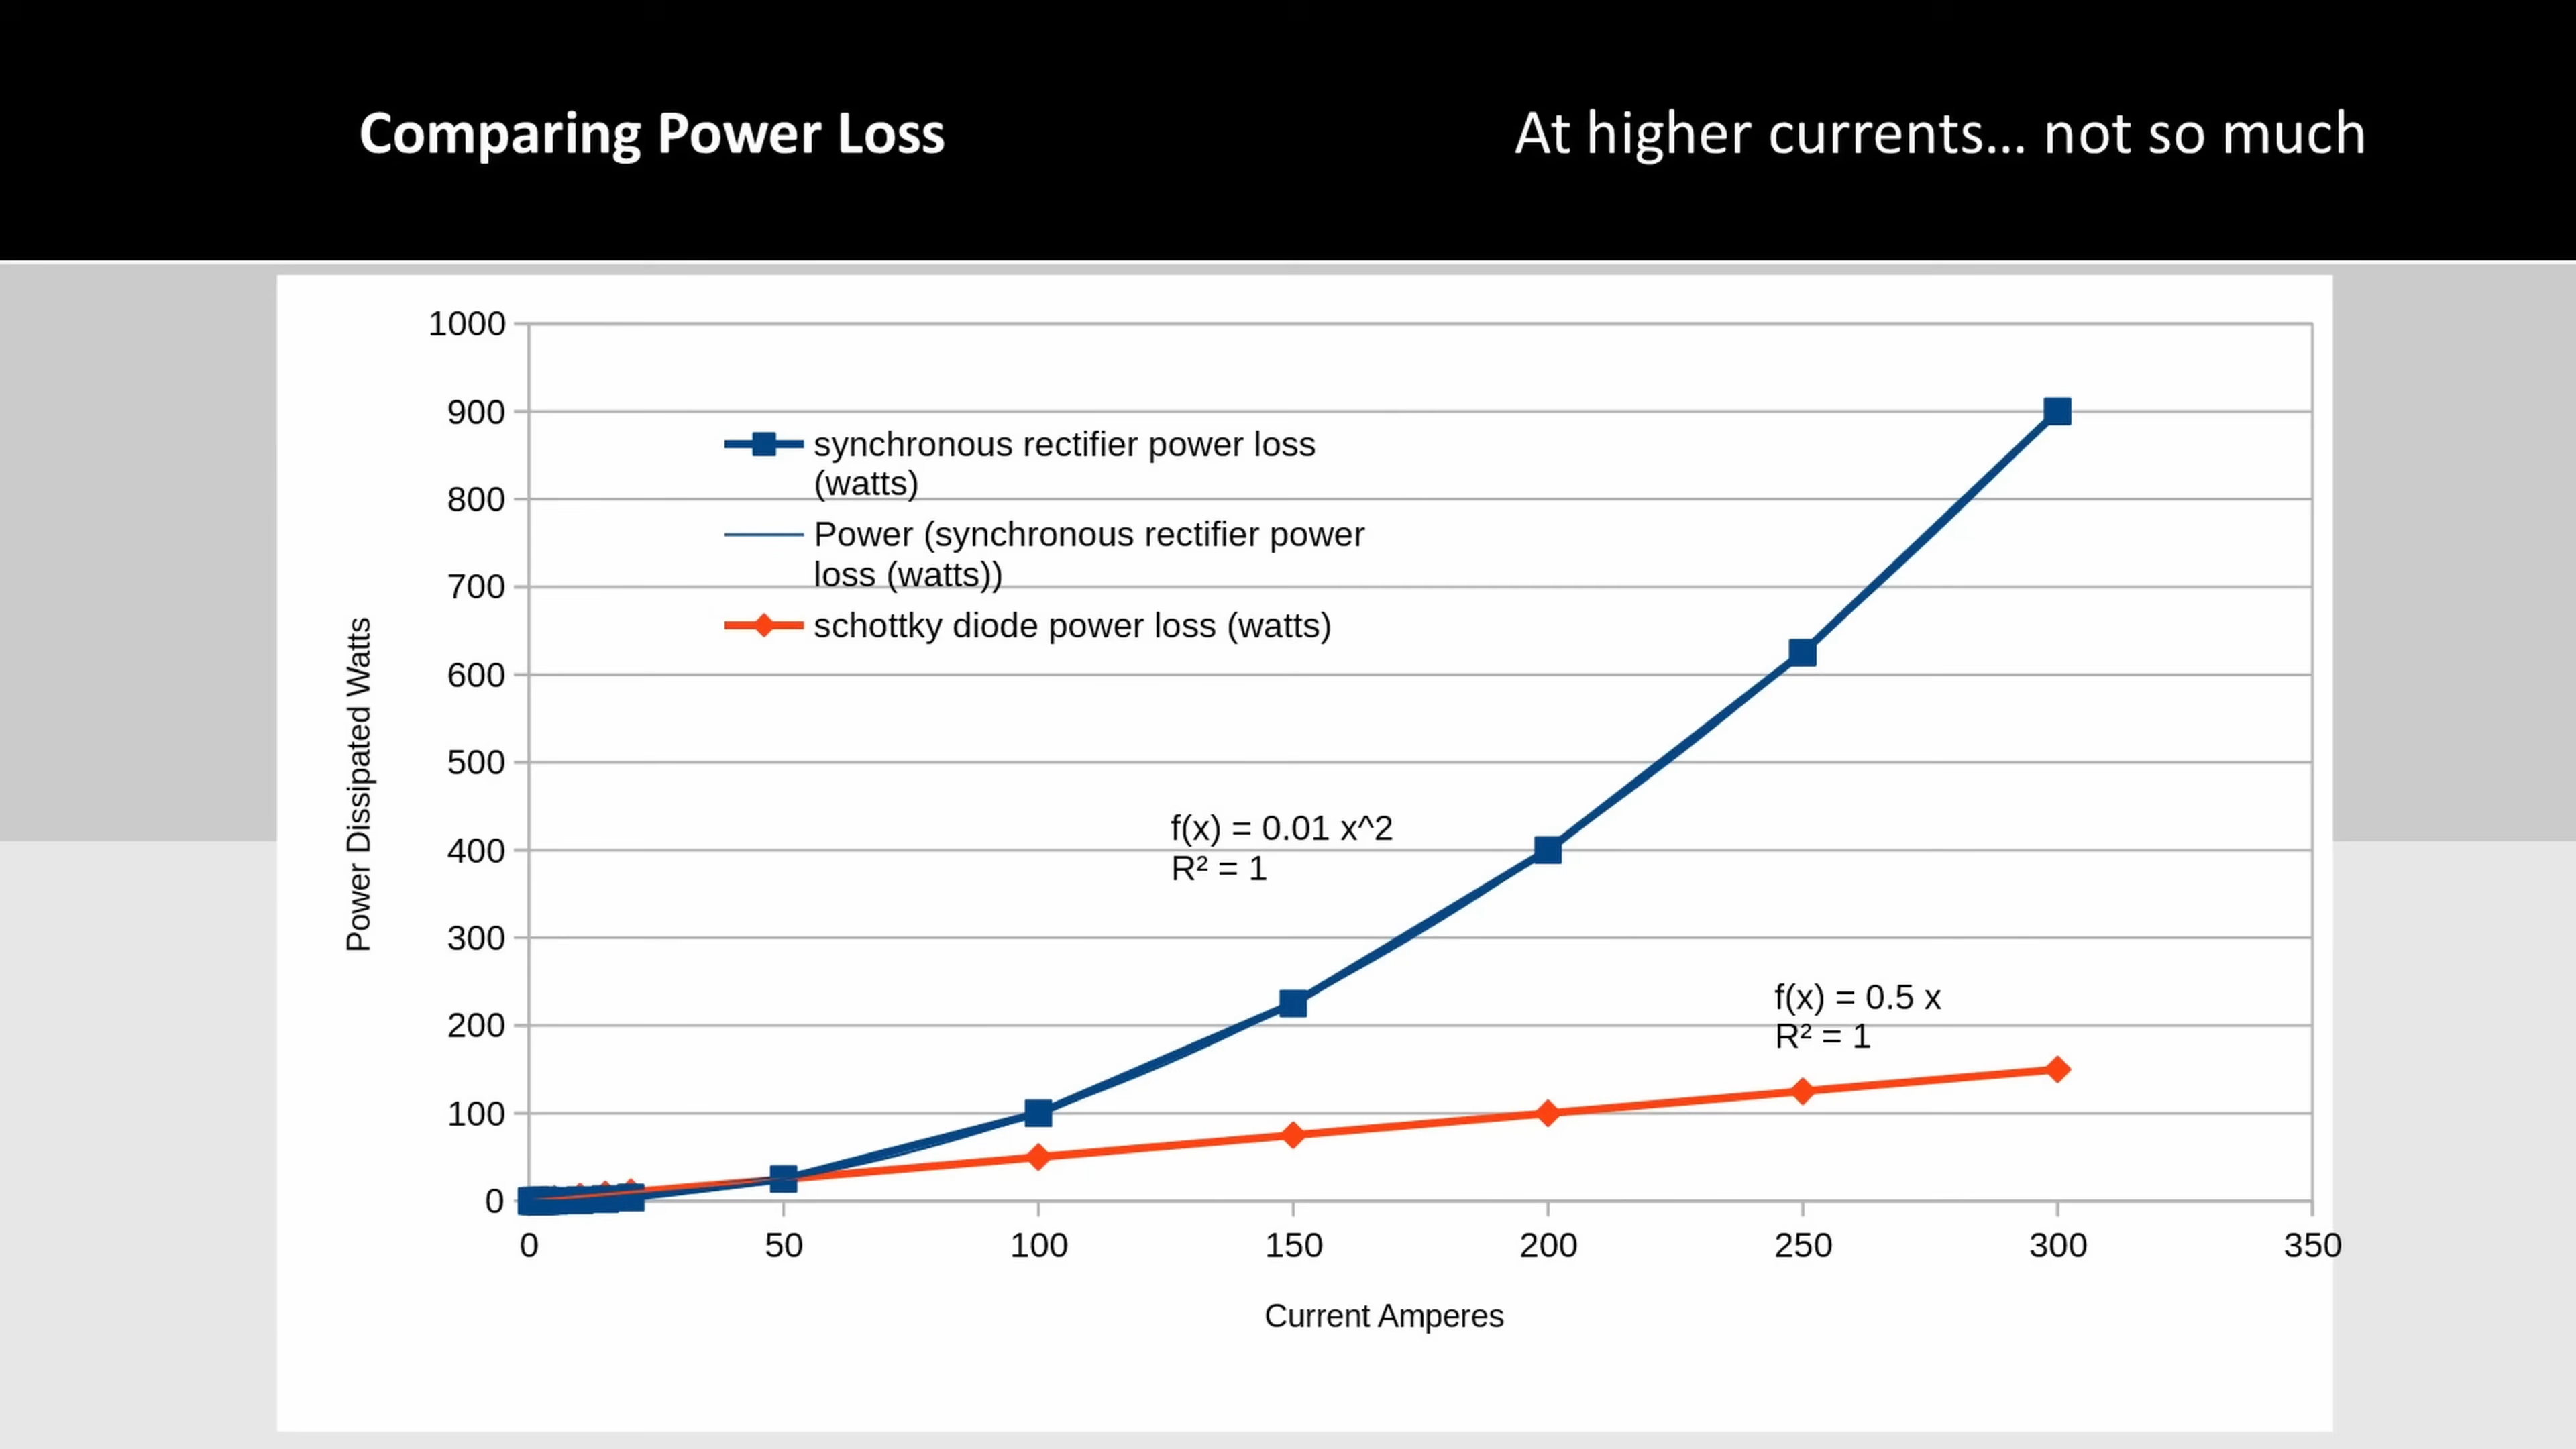 Comparing Power Loss
At higher currents... not so much
1000
900
800
700
600
500
400
300
200
100
0
Power Dissipated Watts
synchronous rectifier power loss
(watts)
Power (synchronous rectifier power
loss (watts))
schottky diode power loss (watts)
f(x) = 0.01 x^2
R² = 1
f(x) = 0.5 x
R² = 1
0 50 100 150 200 250 300 350
Current Amperes